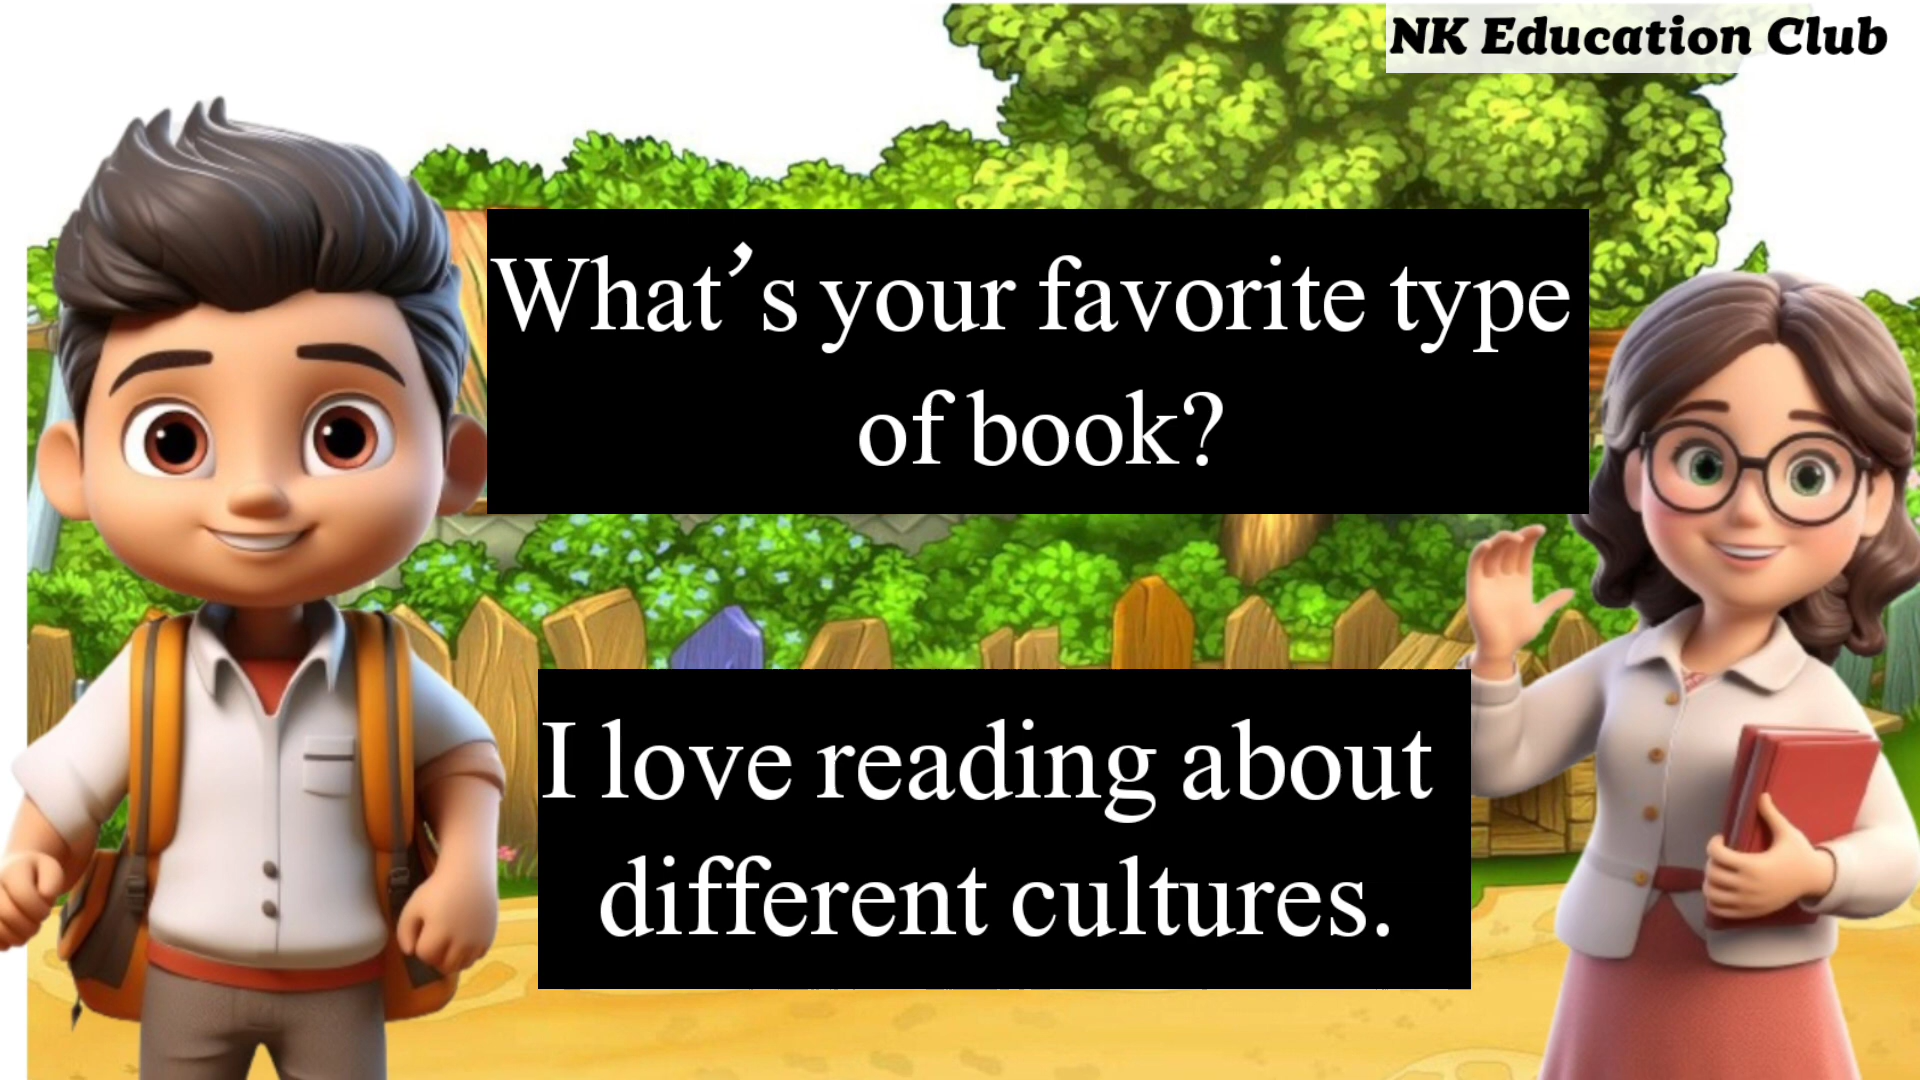 NK Education Club
What’s your favorite type
of book?
I love reading about
different cultures.